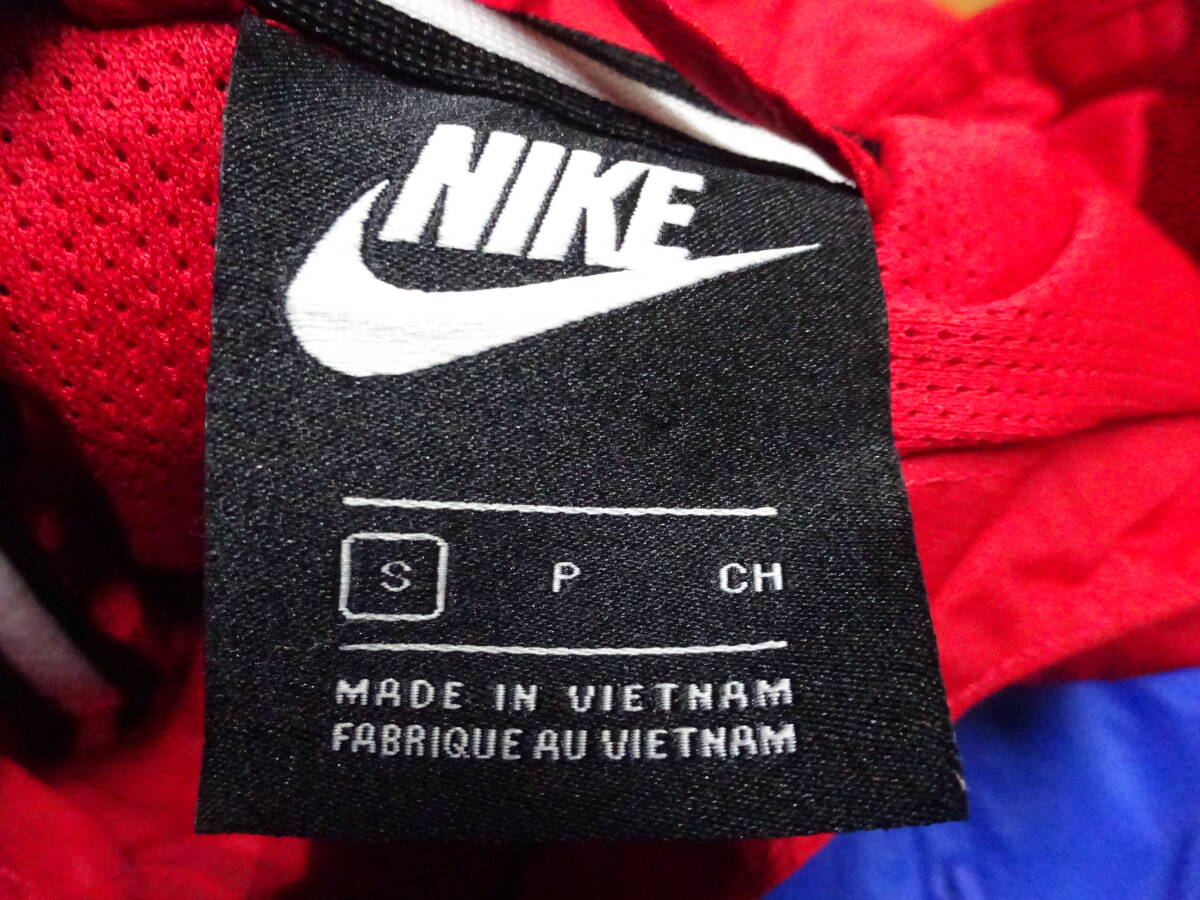 NIKE
S P CH
MADE IN VIETNAM
FABRIQUE AU VIETNAM